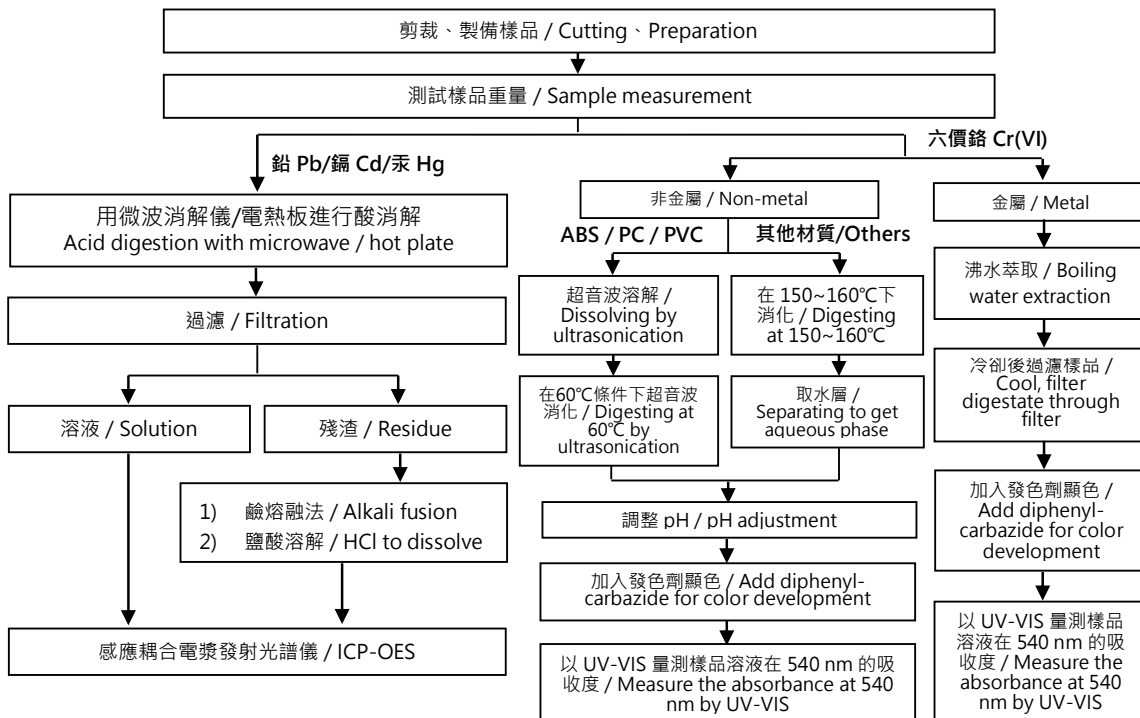 剪裁、製備樣品 / Cutting、Preparation
測試樣品重量 / Sample measurement
六價鉻 Cr(VI)
鉛 Pb/鎘 Cd/汞 Hg
用微波消解儀/電熱板進行酸消解
Acid digestion with microwave / hot plate
過濾 / Filtration
溶液 / Solution
殘渣 / Residue
1) 鹼熔融法 / Alkali fusion
2) 鹽酸溶解 / HCl to dissolve
感應耦合電漿發射光譜儀 / ICP-OES
非金屬 / Non-metal
ABS / PC / PVC
其他材質/Others
超音波溶解 /
Dissolving by
ultrasonication
在60℃條件下超音波
消化 / Digesting at
60℃ by
ultrasonication
在 150~160℃下
消化 / Digesting
at 150~160℃
取水層 /
Separating to get
aqueous phase
調整 pH / pH adjustment
加入發色劑顯色 / Add diphenyl-
carbazide for color development
以 UV-VIS 量測樣品溶液在 540 nm 的吸
收度 / Measure the absorbance at 540
nm by UV-VIS
金屬 / Metal
沸水萃取 / Boiling
water extraction
冷卻後過濾樣品 /
Cool, filter
digestate through
filter
加入發色劑顯色 /
Add diphenyl-
carbazide for color
development
以 UV-VIS 量測樣品
溶液在 540 nm 的吸
收度 / Measure the
absorbance at 540
nm by UV-VIS